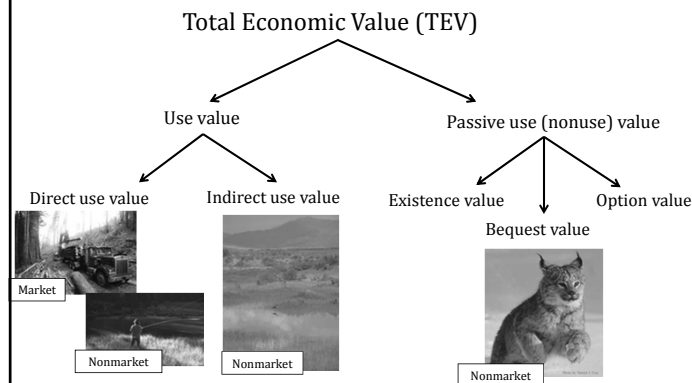 Total Economic Value (TEV)
Use value
Passive use (nonuse) value
Direct use value
Indirect use value
Existence value
Option value
Bequest value
Market
Nonmarket
Nonmarket
Nonmarket